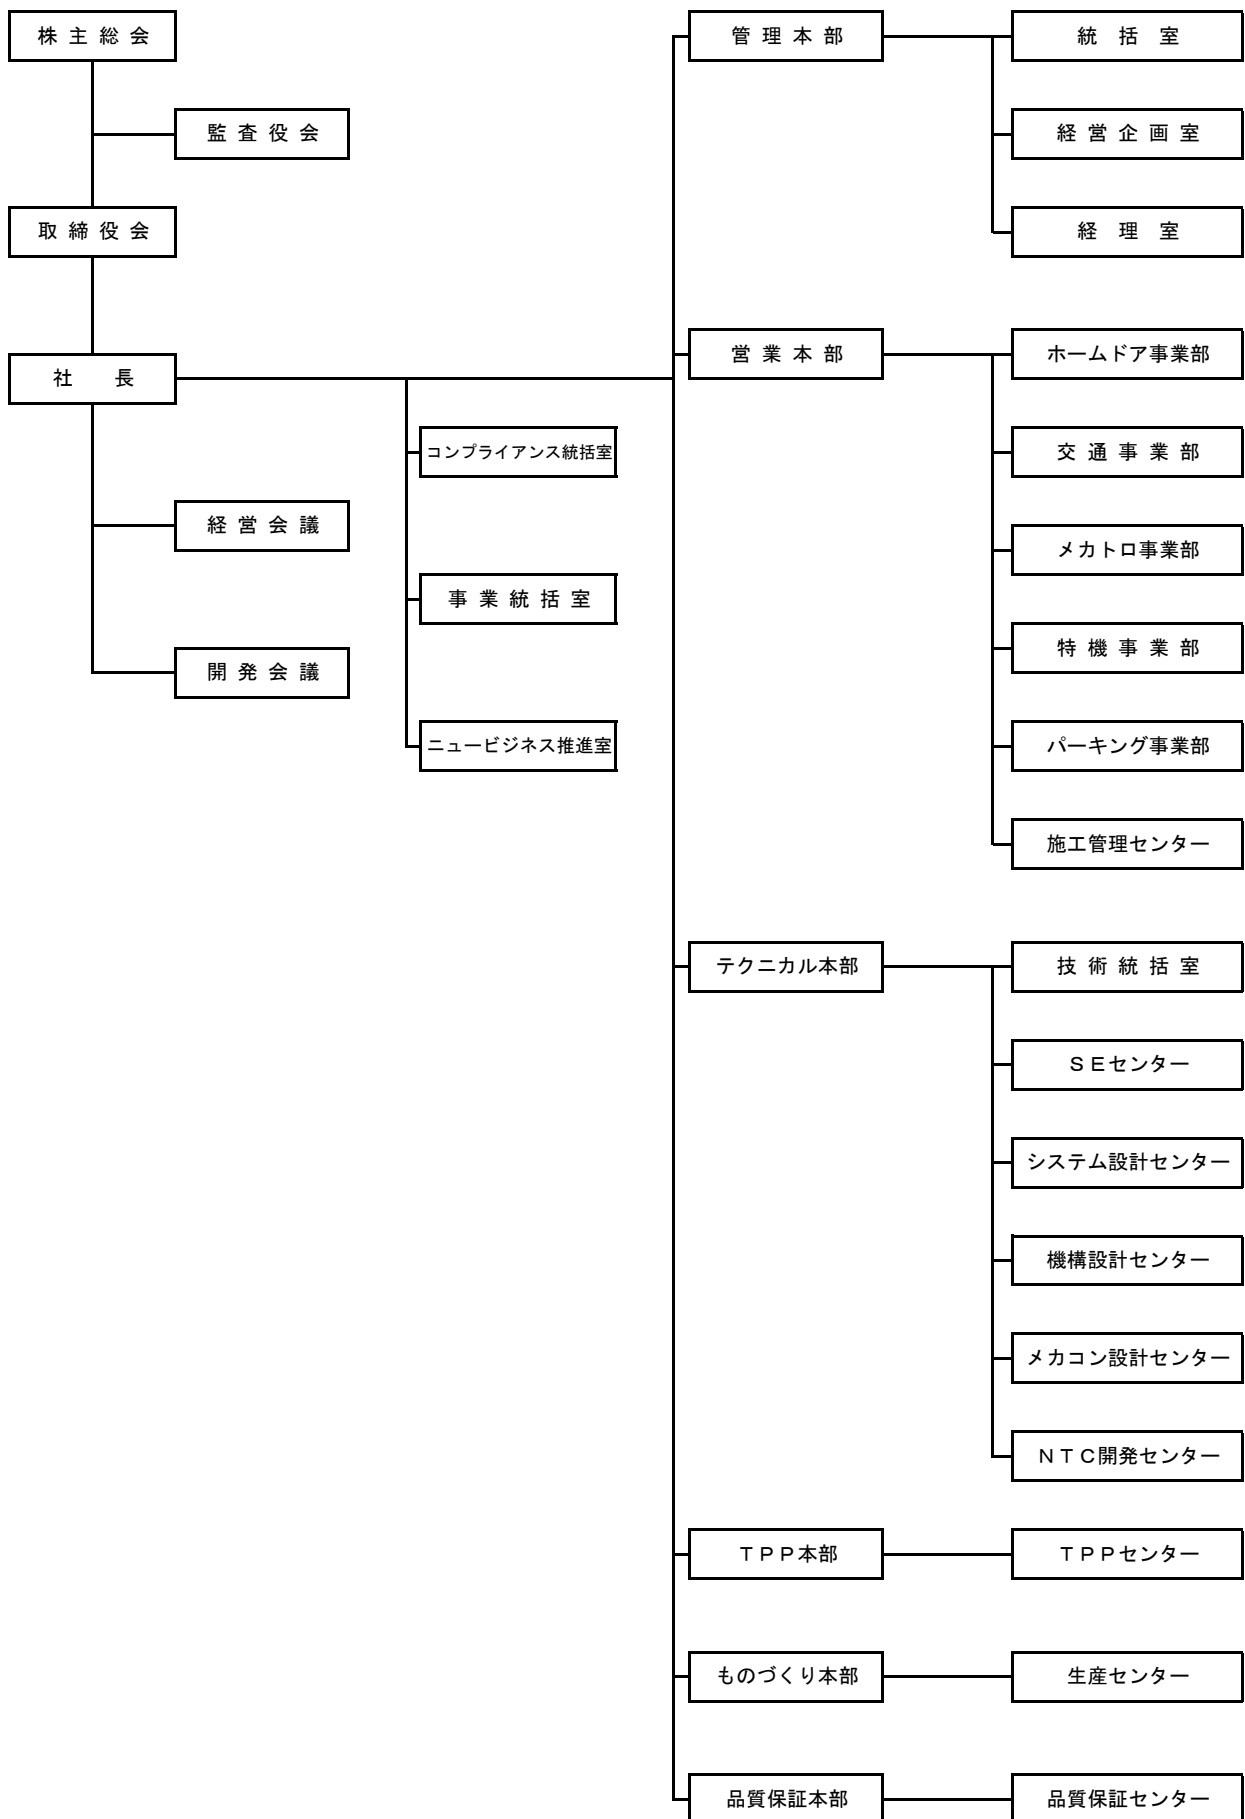 株主総会
監査役会
取締役会
社長
経営会議
開発会議
コンプライアンス統括室
事業統括室
ニュービジネス推進室
管理本部
統括室
経営企画室
経理室
営業本部
ホームドア事業部
交通事業部
メカトロ事業部
特機事業部
パーキング事業部
施工管理センター
テクニカル本部
技術統括室
ＳＥセンター
システム設計センター
機構設計センター
メカコン設計センター
ＮＴＣ開発センター
ＴＰＰ本部
ＴＰＰセンター
ものづくり本部
生産センター
品質保証本部
品質保証センター